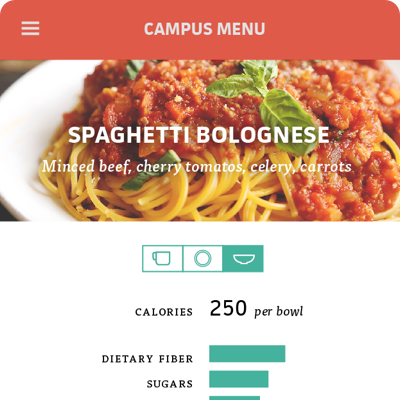 CAMPUS MENU
SPAGHETTI BOLOGNESE
Minced beef, cherry tomatos, celery, carrots
CALORIES 250 per bowl
DIETARY FIBER
SUGARS